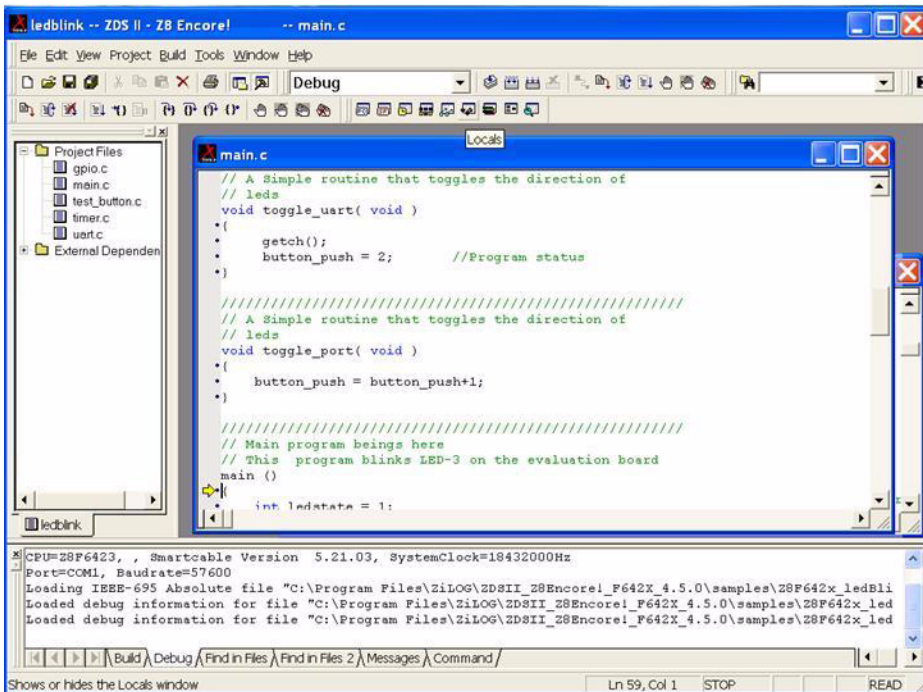 ledblink -- ZDS II - Z8 Encore! -- main.c
File Edit View Project Build Tools Window Help
Debug
Locals
Project Files
gpio.c
main.c
test_button.c
timer.c
uart.c
External Dependen
ledblink
main.c
// A Simple routine that toggles the direction of
// leds
void toggle_uart( void )
{
getch();
button_push = 2; //Program status
}
//////////////////////////////////////////////////////////
// A Simple routine that toggles the direction of
// leds
void toggle_port( void )
{
button_push = button_push+1;
}
//////////////////////////////////////////////////////////
// Main program beings here
// This program blinks LED-3 on the evaluation board
main ()
{
int ledstate = 1;
CPU=Z8F6423, , Smartcable Version 5.21.03, SystemClock=18432000Hz
Port=COM1, Baudrate=57600
Loading IEEE-695 Absolute file "C:\Program Files\ZiLOG\ZDSII_Z8Encore!_F642X_4.5.0\samples\Z8F642x_ledBli
Loaded debug information for file "C:\Program Files\ZiLOG\ZDSII_Z8Encore!_F642X_4.5.0\samples\Z8F642x_led
Loaded debug information for file "C:\Program Files\ZiLOG\ZDSII_Z8Encore!_F642X_4.5.0\samples\Z8F642x_led
Build Debug Find in Files Find in Files 2 Messages Command
Shows or hides the Locals window Ln 59, Col 1 STOP READ